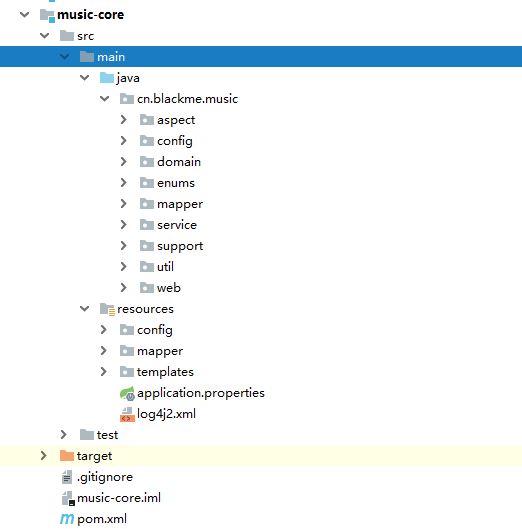 music-core
src
main
java
cn.blackme.music
aspect
config
domain
enums
mapper
service
support
util
web
resources
config
mapper
templates
application.properties
log4j2.xml
test
target
.gitignore
music-core.iml
pom.xml